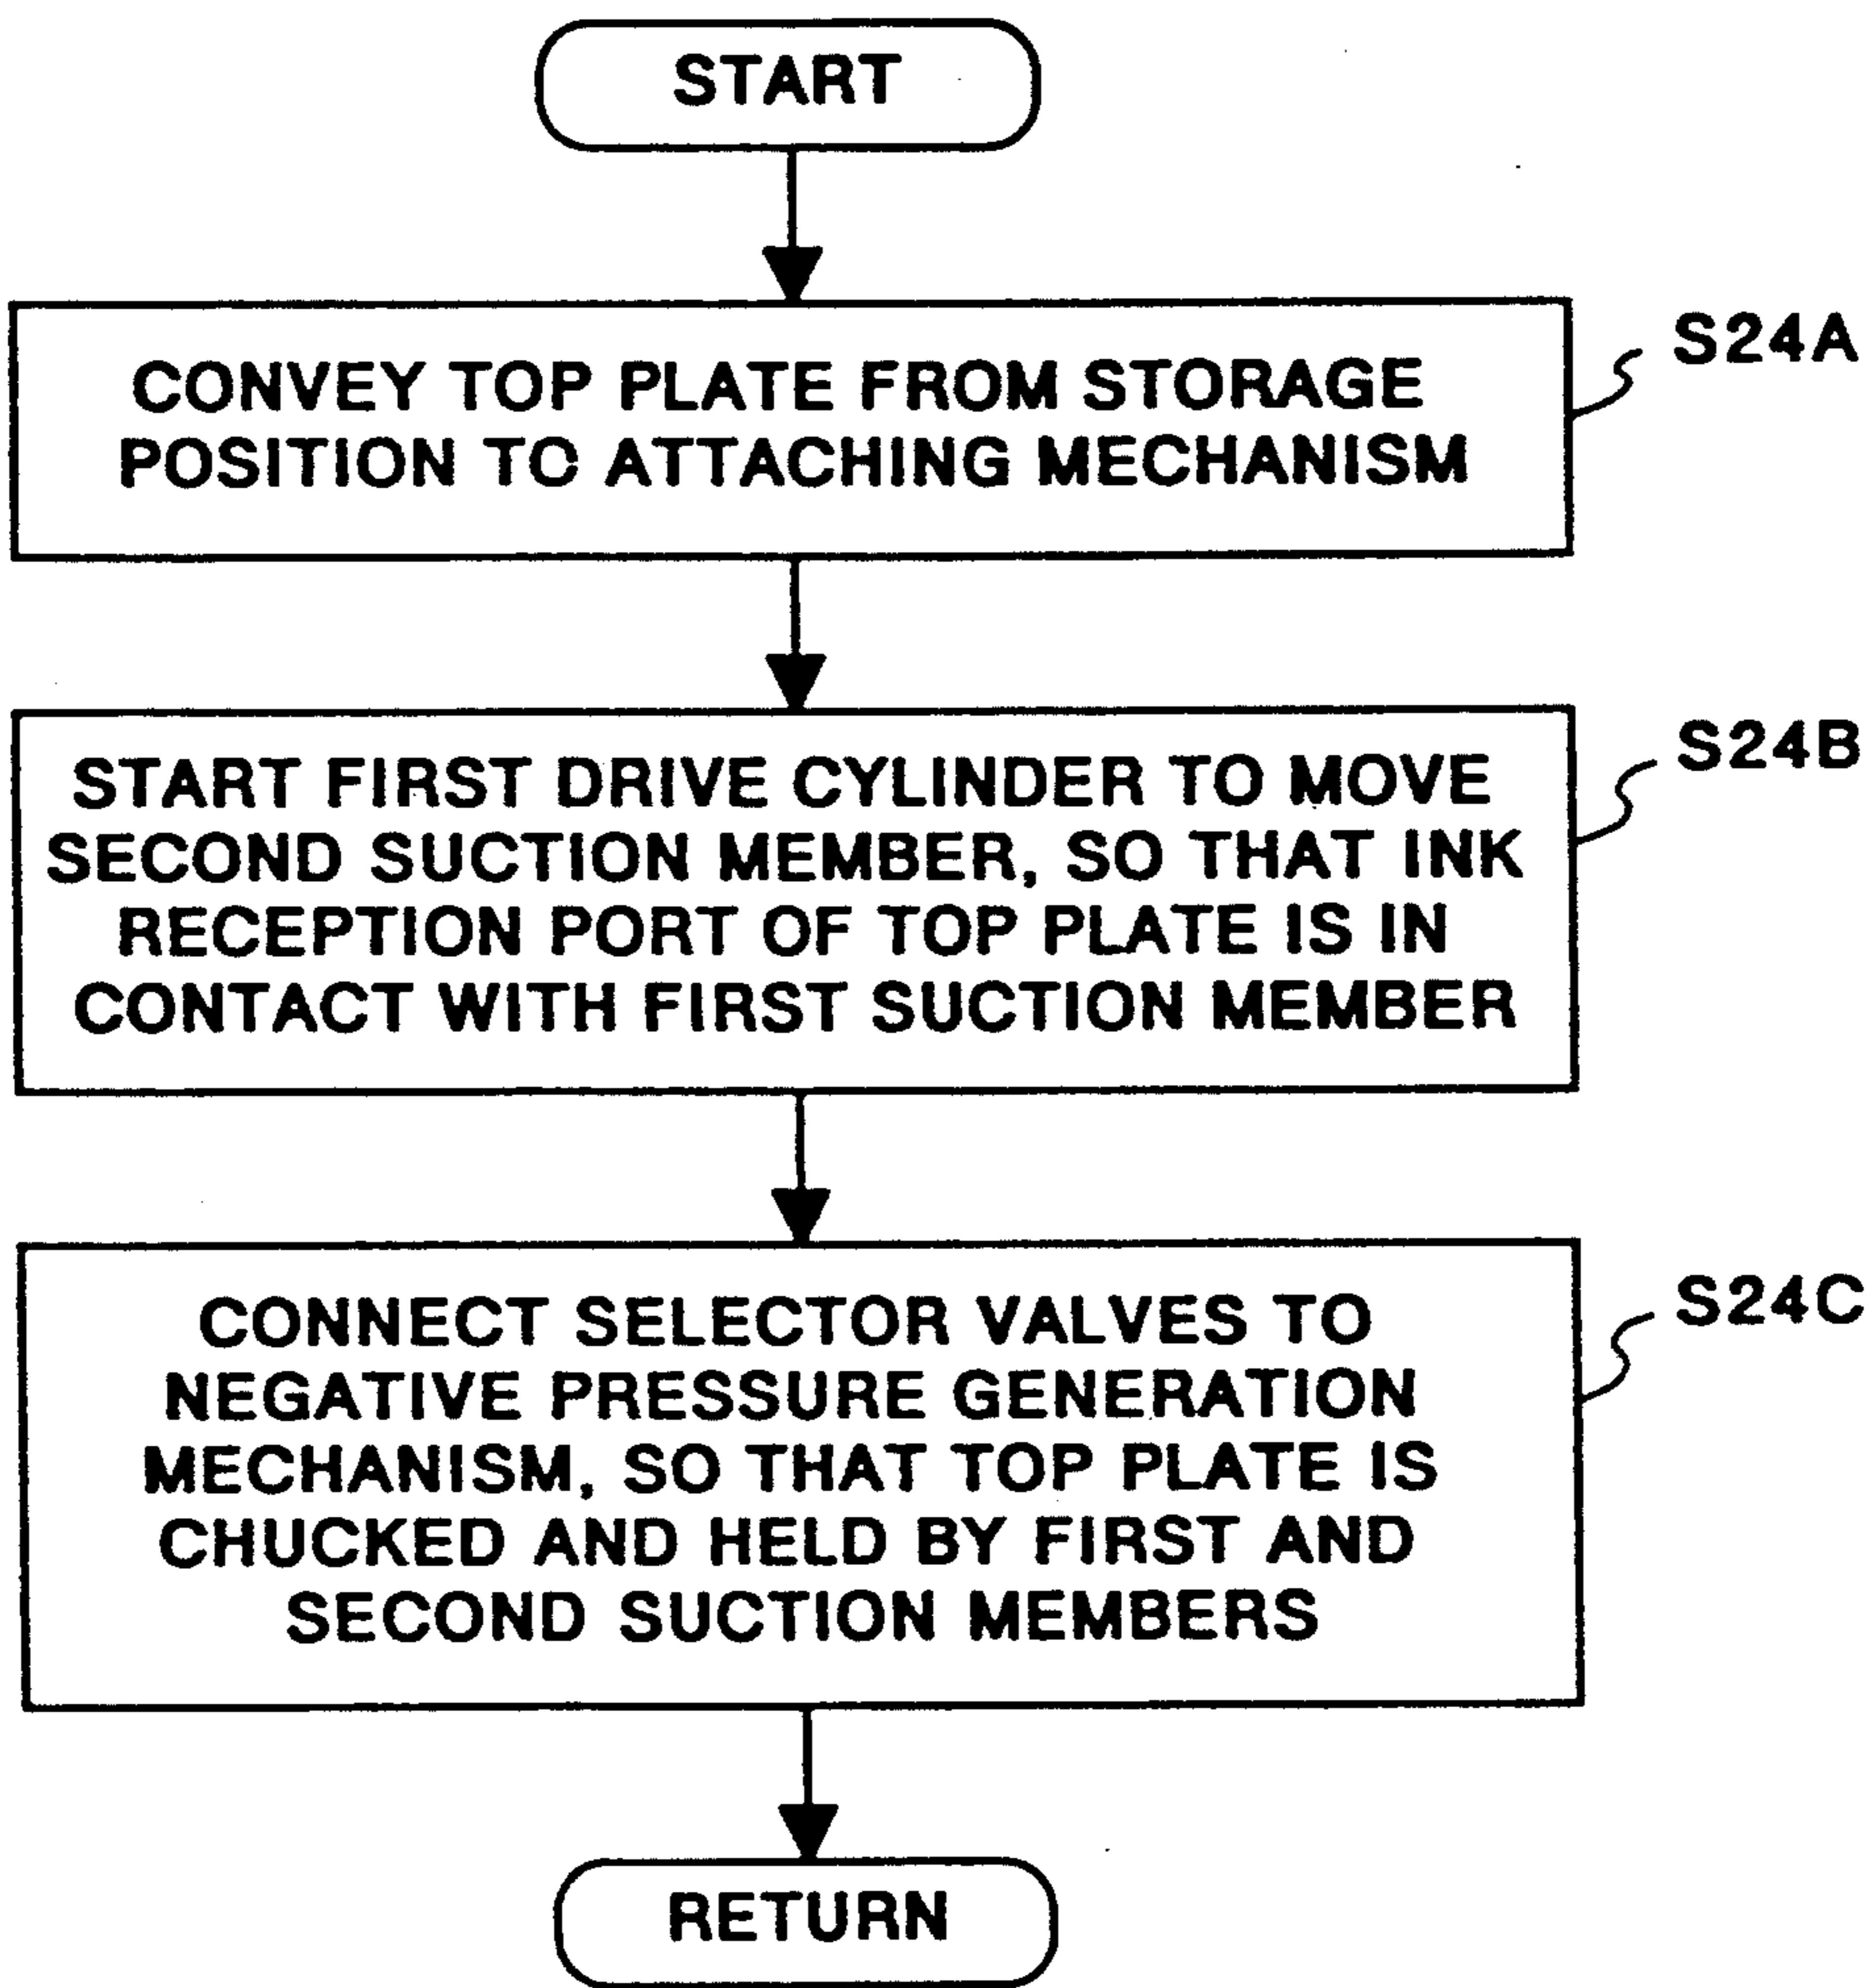 START
S24A
CONVEY TOP PLATE FROM STORAGE
POSITION TO ATTACHING MECHANISM
S24B
START FIRST DRIVE CYLINDER TO MOVE
SECOND SUCTION MEMBER, SO THAT INK
RECEPTION PORT OF TOP PLATE IS IN
CONTACT WITH FIRST SUCTION MEMBER
S24C
CONNECT SELECTOR VALVES TO
NEGATIVE PRESSURE GENERATION
MECHANISM, SO THAT TOP PLATE IS
CHUCKED AND HELD BY FIRST AND
SECOND SUCTION MEMBERS
RETURN